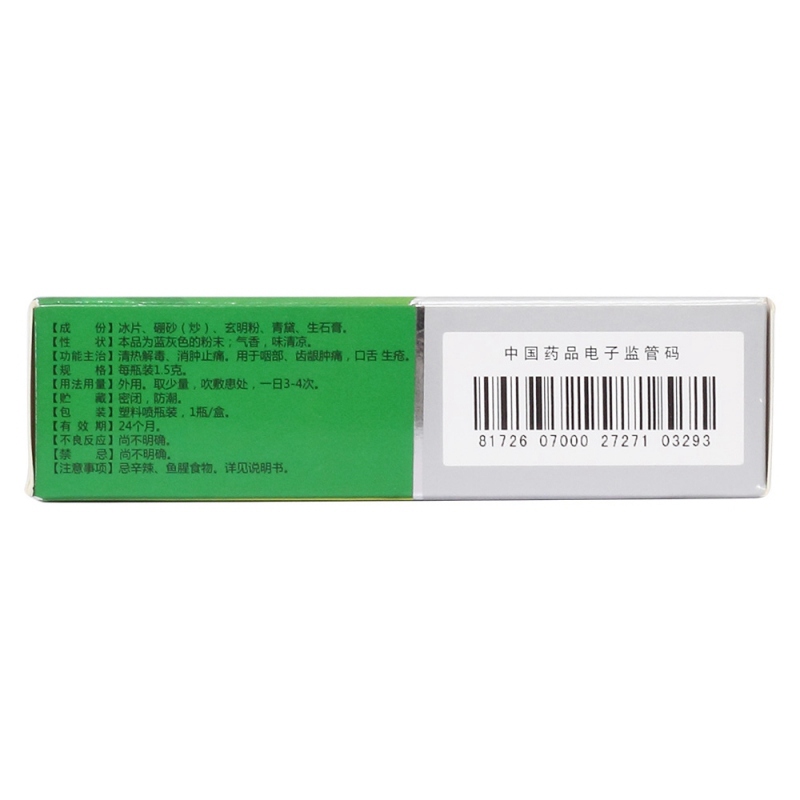 【成　份】冰片、硼砂（炒）、玄明粉、青黛、生石膏。
【性　状】本品为蓝灰色的粉末；气香，味清凉。
【功能主治】清热解毒、消肿止痛。用于咽部、齿龈肿痛，口舌 生疮。
【规　格】每瓶装1.5克。
【用法用量】外用。取少量，吹敷患处，一日3-4次。
【贮　藏】密闭，防潮。
【包　装】塑料喷瓶装，1瓶/盒。
【有 效 期】24个月。
【不良反应】尚不明确。
【禁　忌】尚不明确。
【注意事项】忌辛辣、鱼腥食物。详见说明书。
中国药品电子监管码
81726 07000 27271 03293